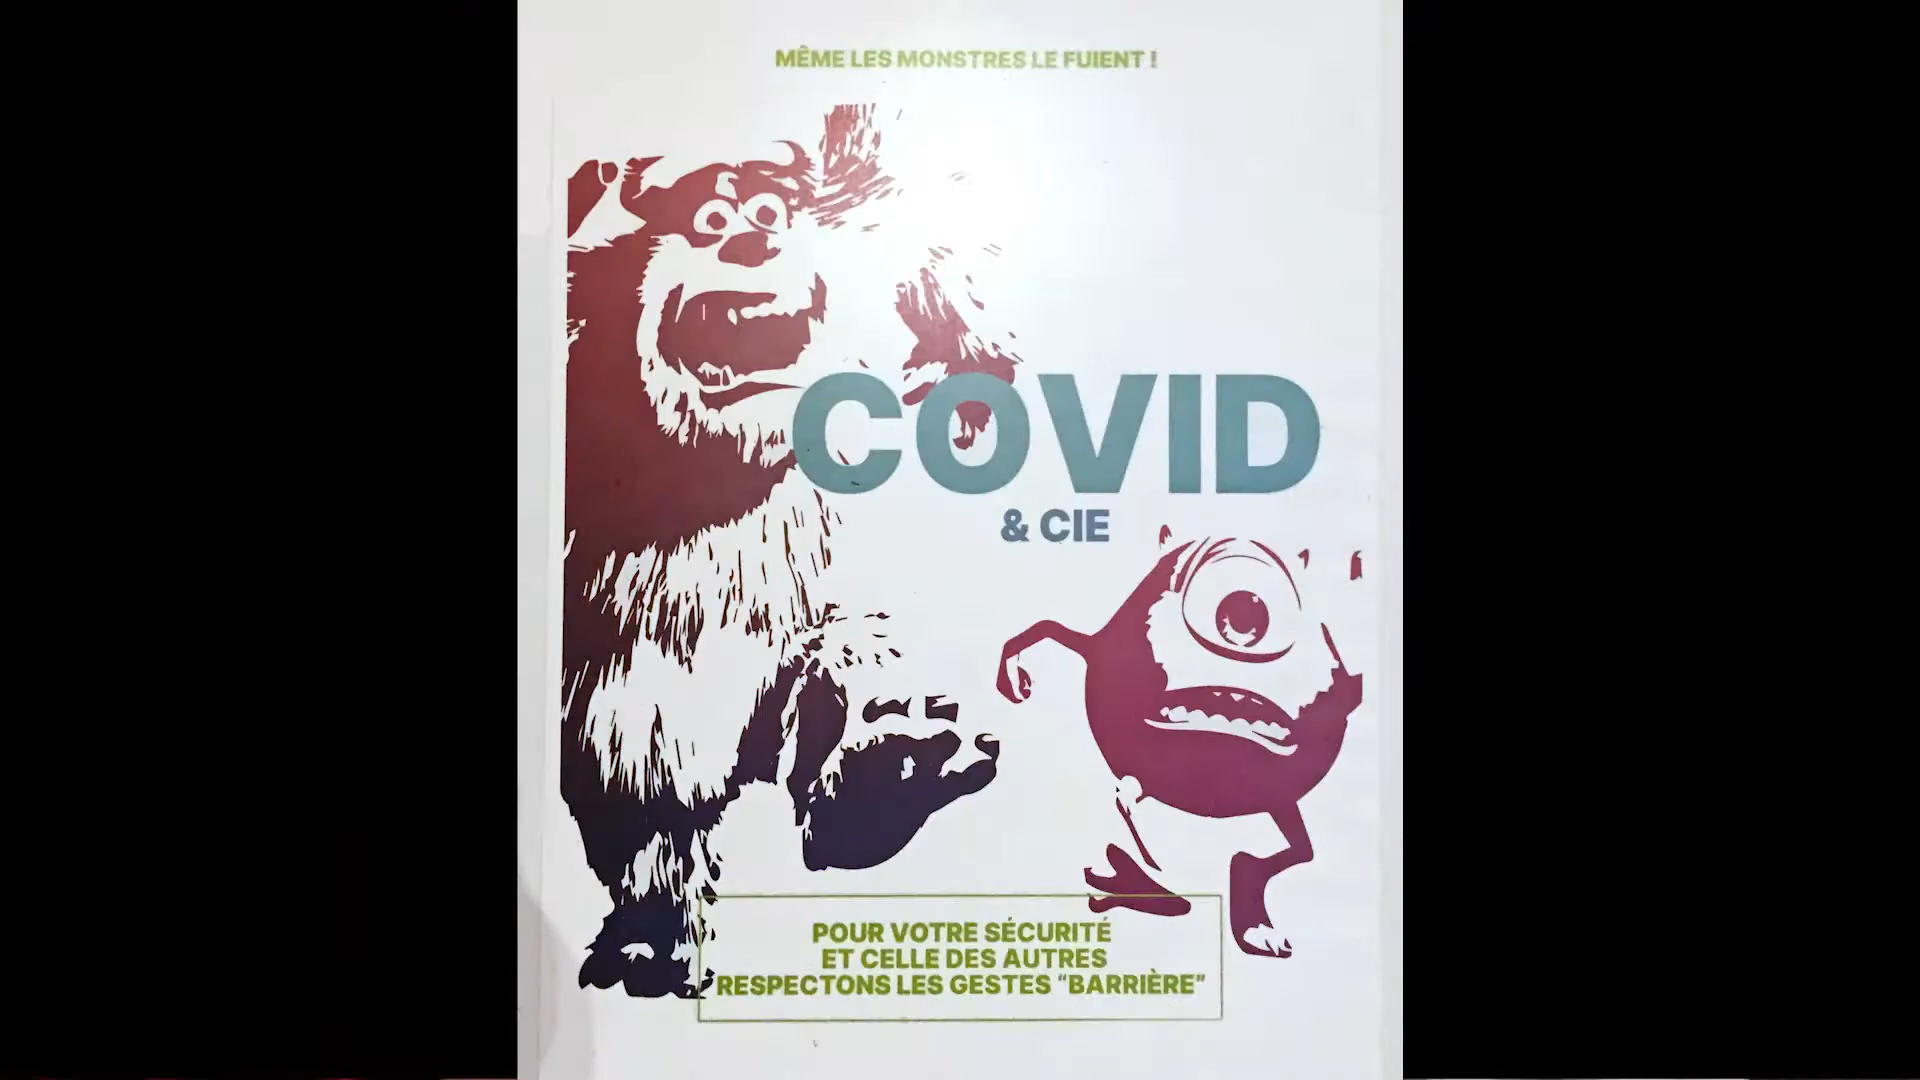 MÊME LES MONSTRES LE FUIENT !
COVID
& CIE
POUR VOTRE SÉCURITÉ
ET CELLE DES AUTRES
RESPECTONS LES GESTES “BARRIÈRE”